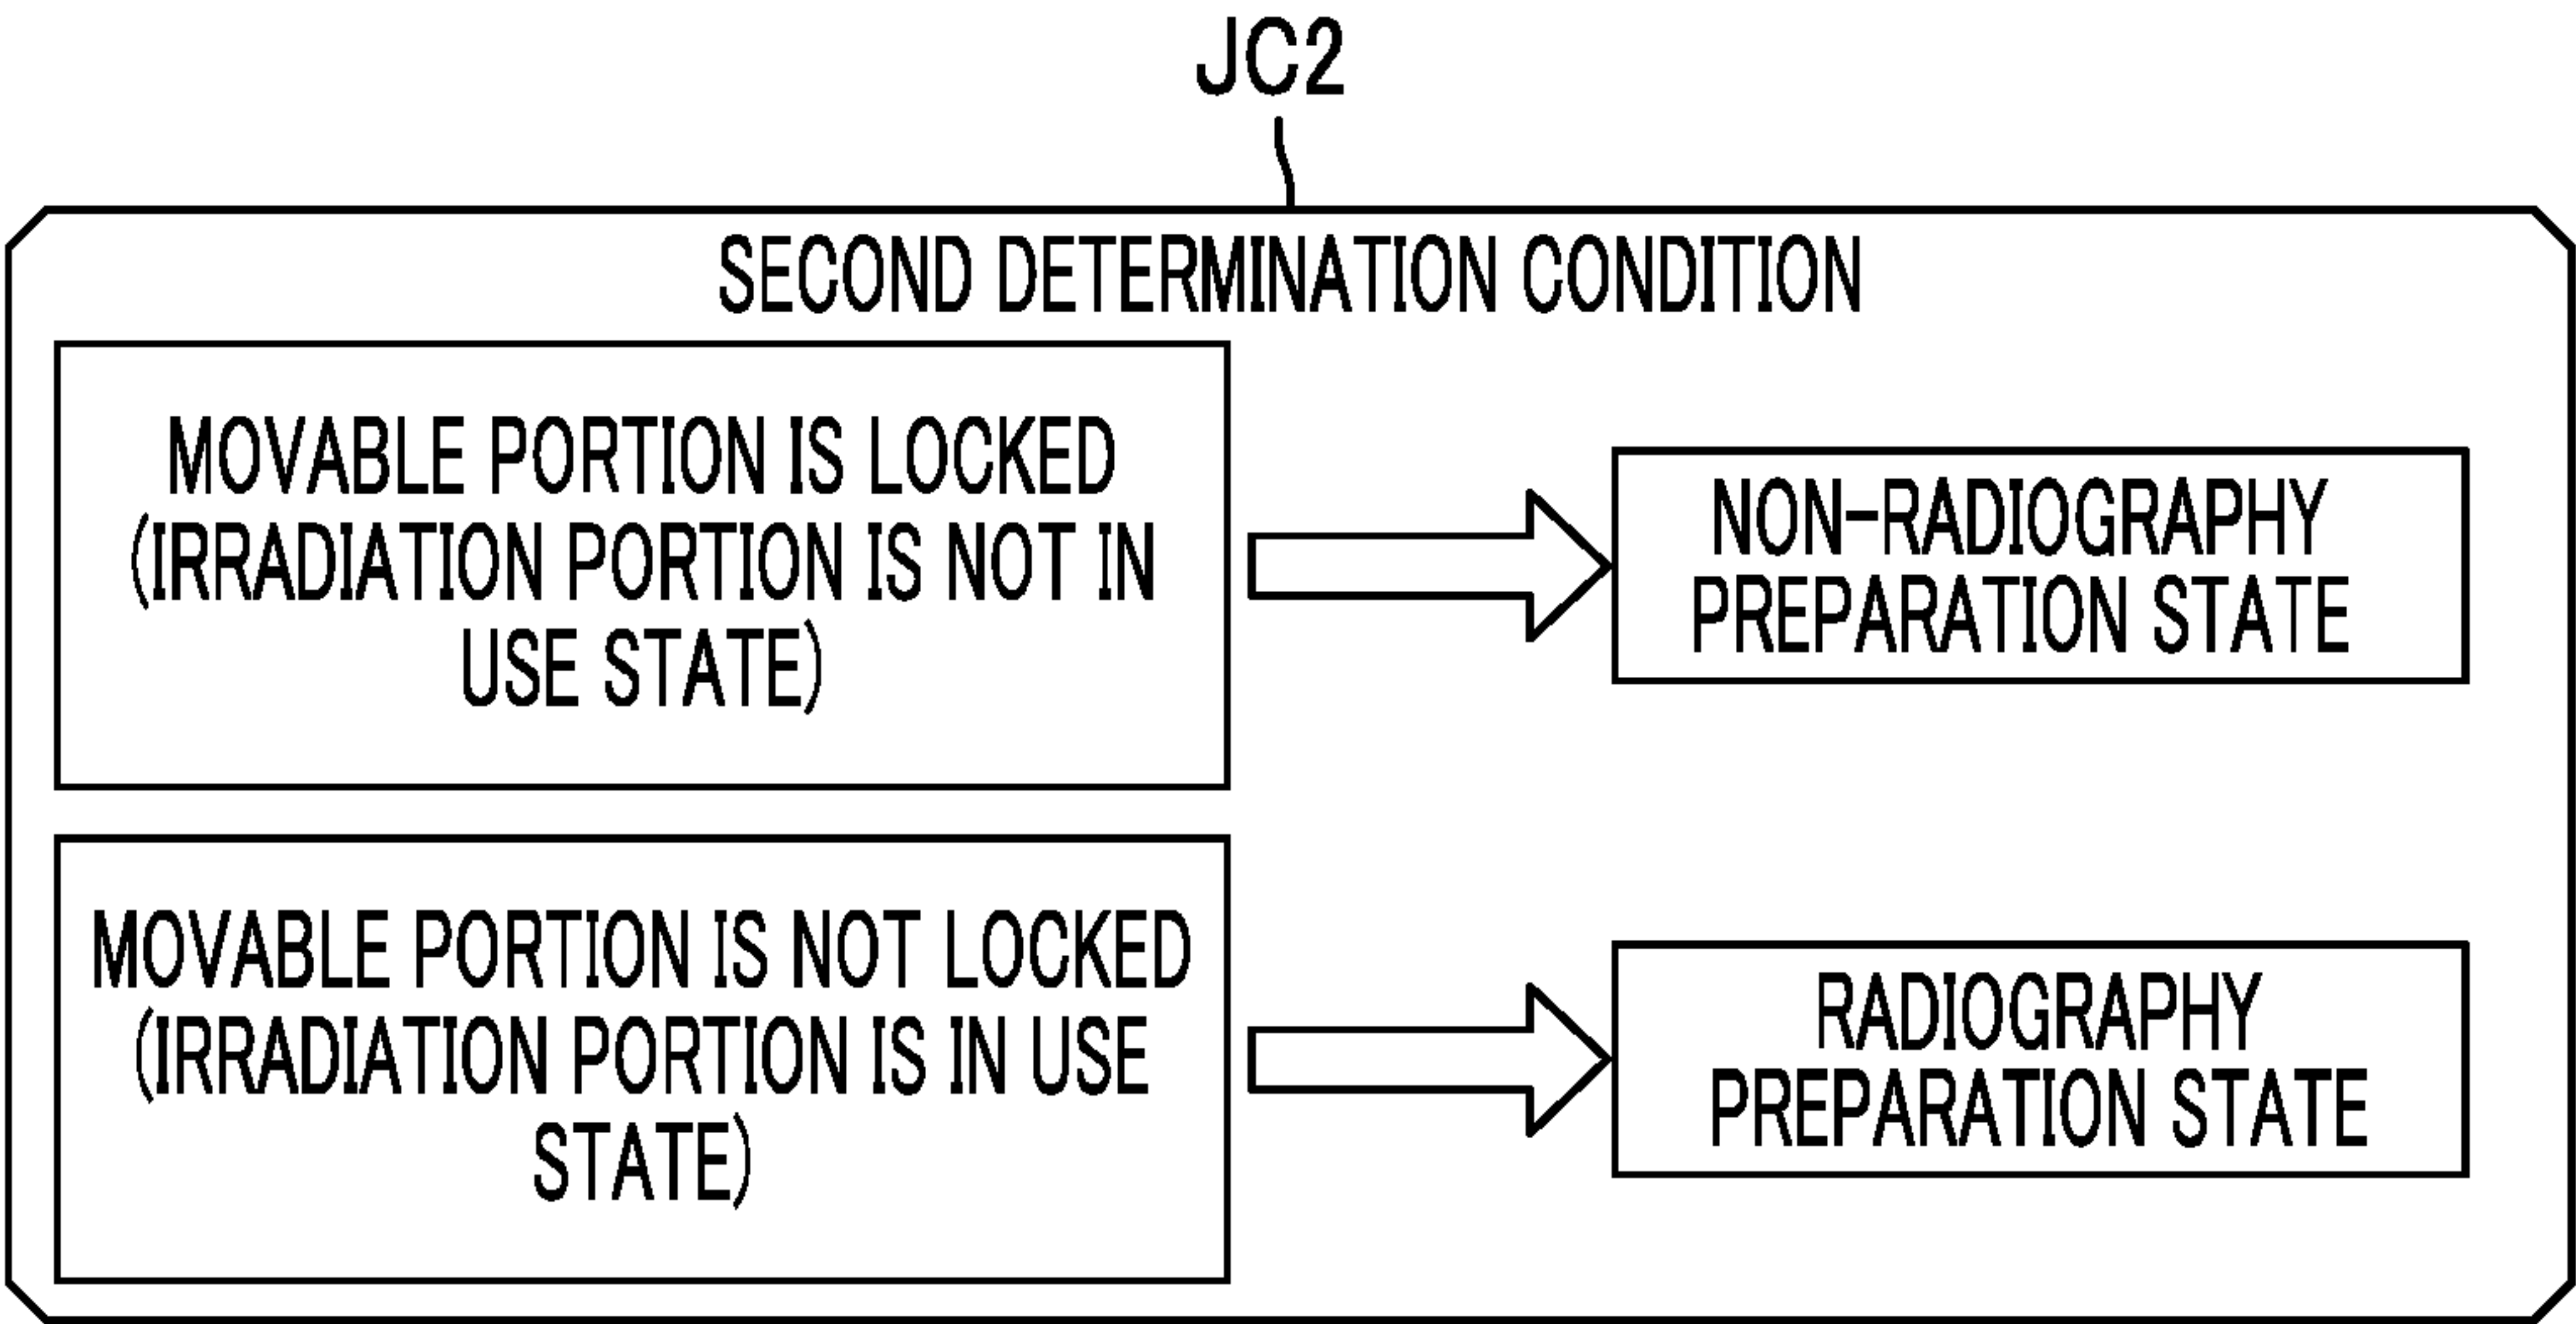 JC2
SECOND DETERMINATION CONDITION
MOVABLE PORTION IS LOCKED
(IRRADIATION PORTION IS NOT IN
USE STATE)
NON-RADIOGRAPHY
PREPARATION STATE
MOVABLE PORTION IS NOT LOCKED
(IRRADIATION PORTION IS IN USE
STATE)
RADIOGRAPHY
PREPARATION STATE